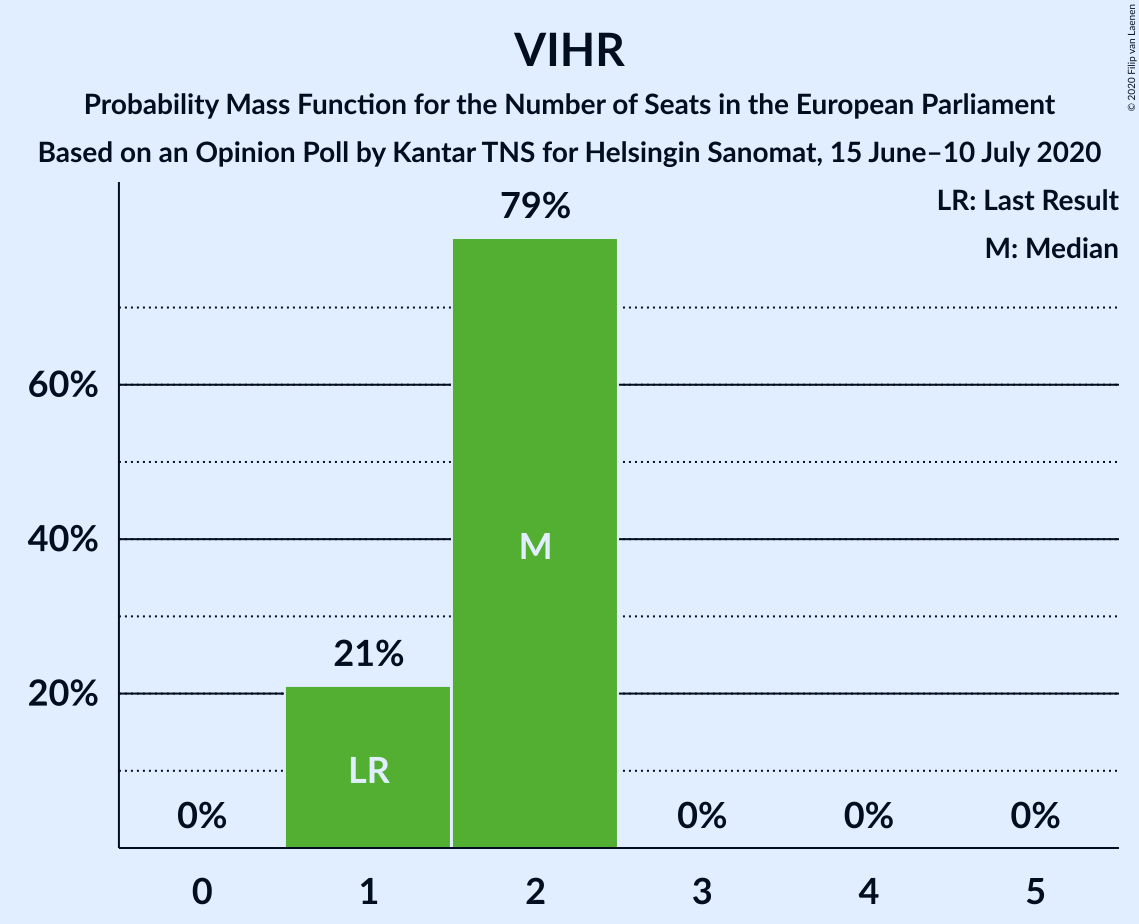 VIHR
Probability Mass Function for the Number of Seats in the European Parliament
Based on an Opinion Poll by Kantar TNS for Helsingin Sanomat, 15 June–10 July 2020
© 2020 Filip van Laenen
LR: Last Result
M: Median
79%
60%
40%
M
21%
20%
LR
0%
0%
0%
0%
0
1
2
3
4
5